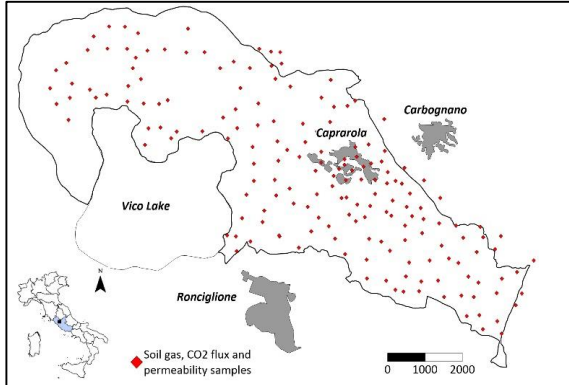 Carbognano
Caprarola
Vico Lake
N
Ronciglione
Soil gas, CO2 flux and
permeability samples
0 1000 2000